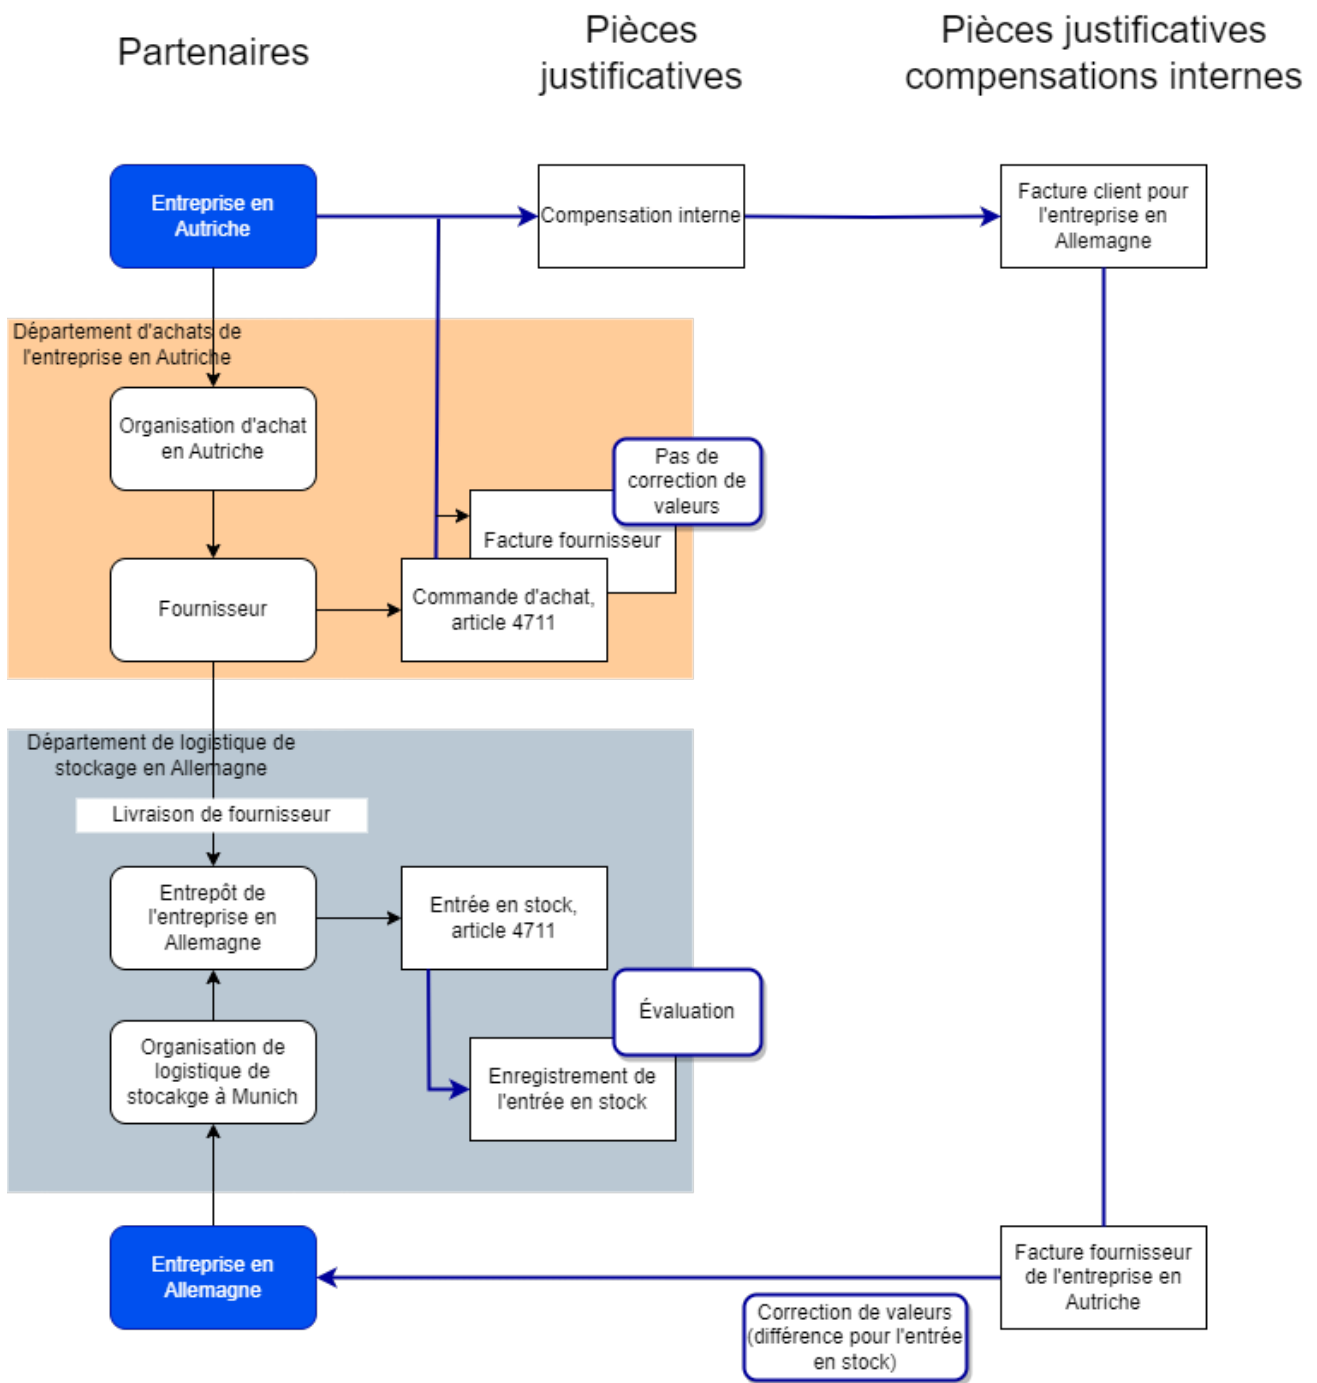 Partenaires
Pièces
justificatives
Pièces justificatives
compensations internes
Entreprise en
Autriche
Compensation interne
Facture client pour
l'entreprise en
Allemagne
Département d'achats de
l'entreprise en Autriche
Organisation d'achat
en Autriche
Pas de
correction de
valeurs
Facture fournisseur
Fournisseur
Commande d'achat,
article 4711
Département de logistique de
stockage en Allemagne
Livraison de fournisseur
Entrepôt de
l'entreprise en
Allemagne
Entrée en stock,
article 4711
Évaluation
Organisation de
logistique de
stocakge à Munich
Enregistrement de
l'entrée en stock
Entreprise en
Allemagne
Facture fournisseur
de l'entreprise en
Autriche
Correction de valeurs
(différence pour l'entrée
en stock)